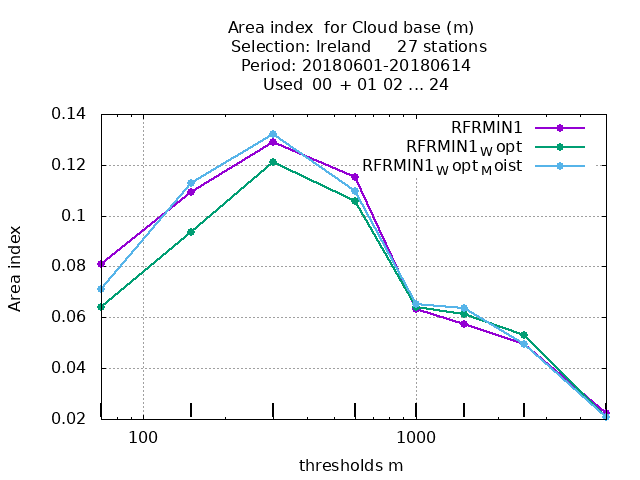 Area index for Cloud base (m)
Selection: Ireland 27 stations
Period: 20180601-20180614
Used 00 + 01 02 ... 24
0.14
0.12
0.1
0.08
0.06
0.04
0.02
Area index
RFRMIN1
RFRMIN1Wopt
RFRMIN1WoptMoist
100
1000
thresholds m